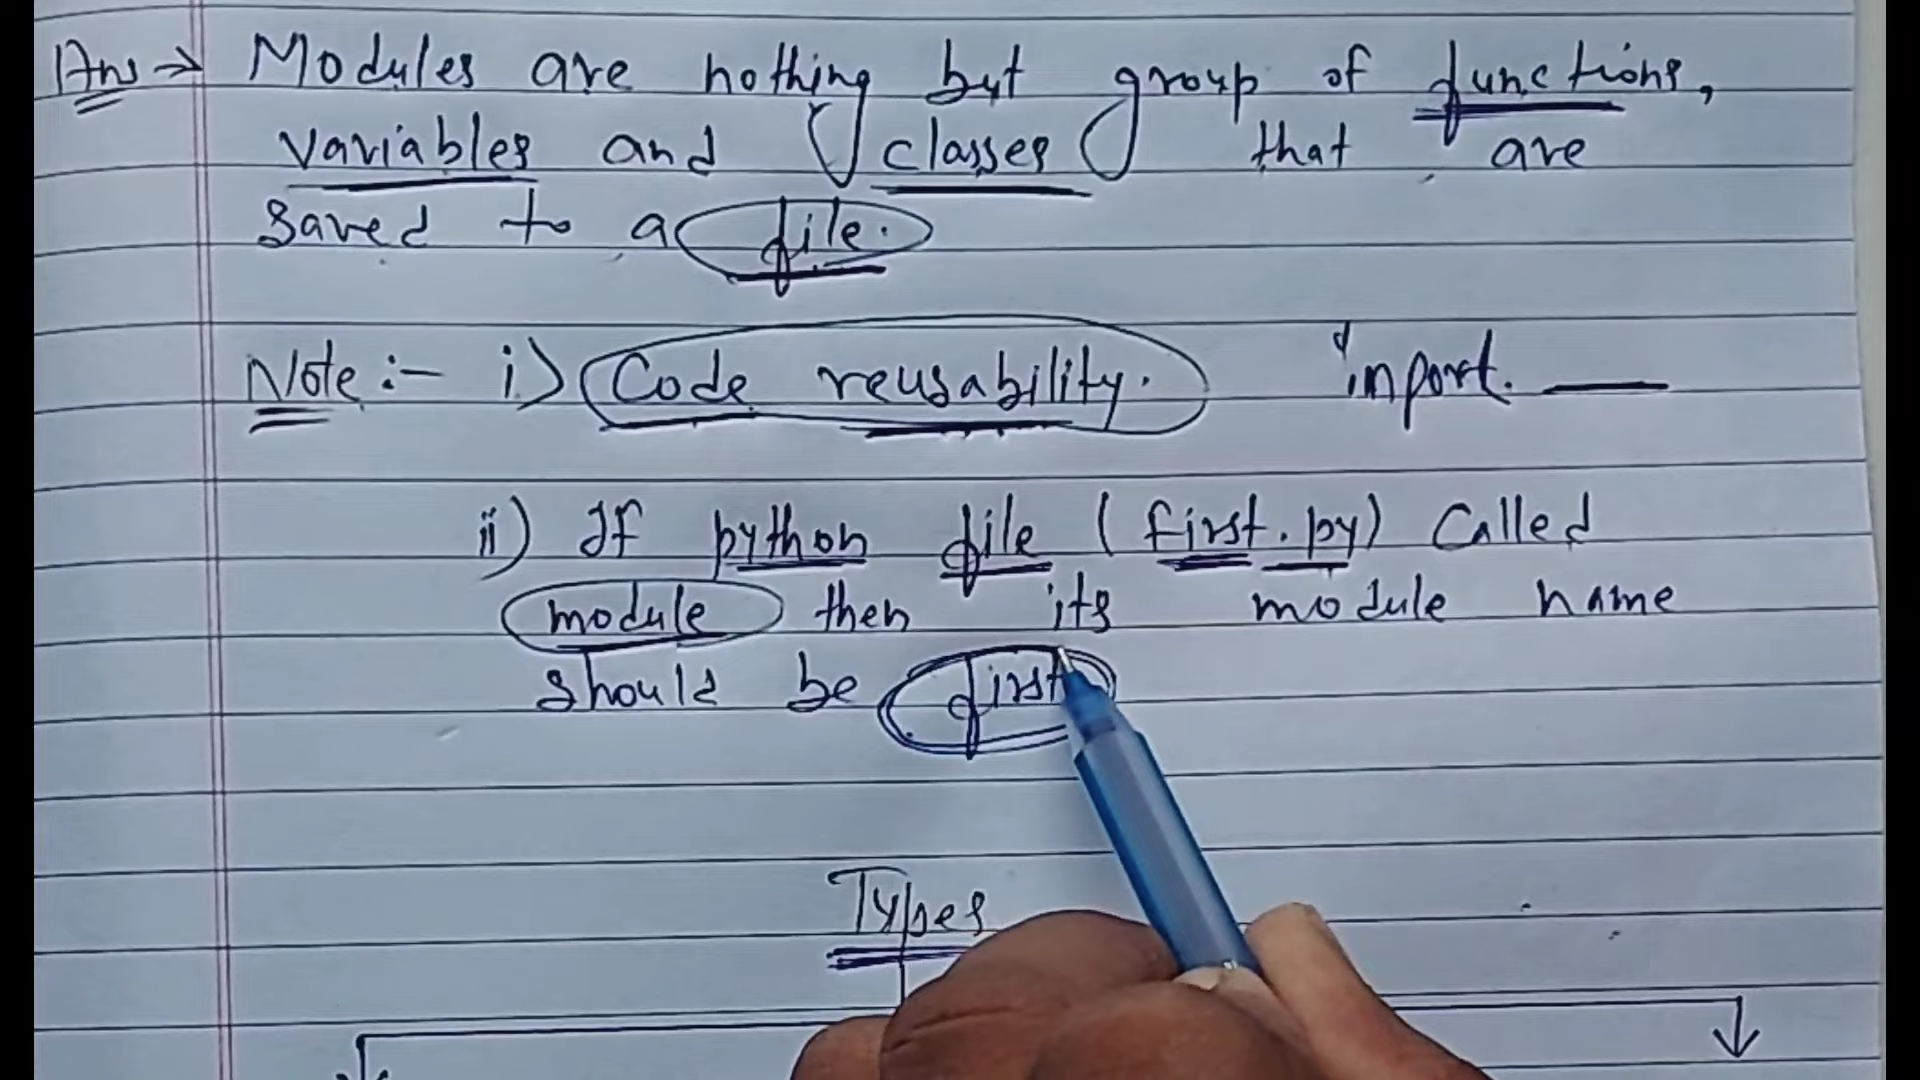 Ans → Modules are nothing but group of functions,
variables and classes that are
saved to a file.
Note :- i) Code reusability. import. —
ii) If python file (first.py) Called
module then its module name
should be first
Types